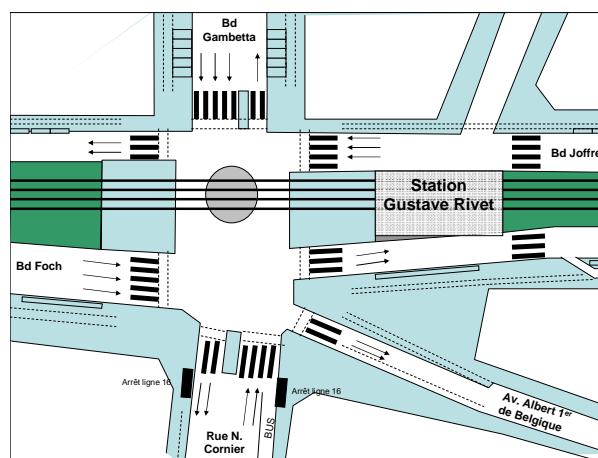 Bd
Gambetta
Bd Joffre
Station
Gustave Rivet
Bd Foch
Arrêt ligne 16
Arrêt ligne 16
Av. Albert 1er
de Belgique
Rue N.
Cornier
BUS